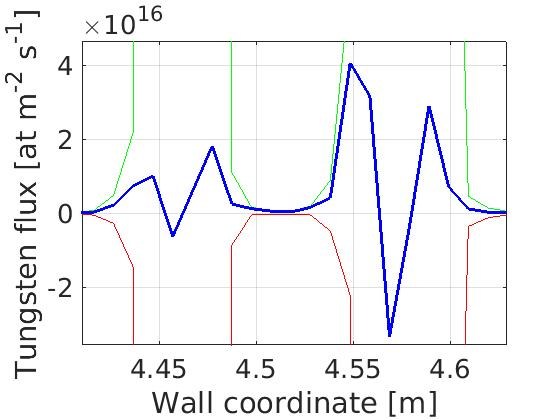 ×10^16
Tungsten flux [at m^-2 s^-1]
4
2
0
-2
4.45 4.5 4.55 4.6
Wall coordinate [m]